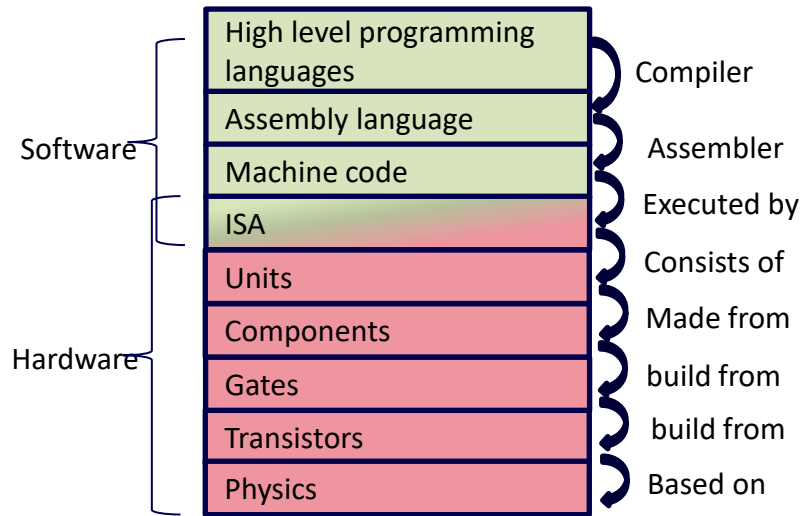 High level programming
languages
Compiler
Assembly language
Software
Assembler
Machine code
Executed by
ISA
Consists of
Units
Made from
Components
Hardware
build from
Gates
build from
Transistors
Based on
Physics